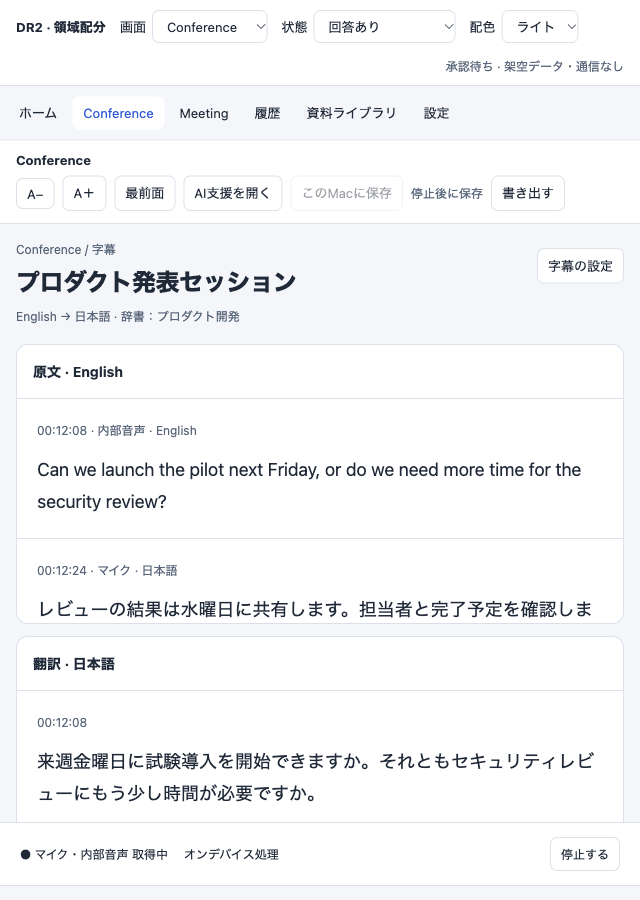 DR2 · 領域配分 画面 Conference 状態 回答あり 配色 ライト
承認待ち · 架空データ・通信なし
ホーム Conference Meeting 履歴 資料ライブラリ 設定
Conference
A− A＋ 最前面 AI支援を開く このMacに保存 停止後に保存 書き出す
Conference / 字幕
プロダクト発表セッション
字幕の設定
English → 日本語 · 辞書：プロダクト開発
原文 · English
00:12:08 · 内部音声 · English
Can we launch the pilot next Friday, or do we need more time for the
security review?
00:12:24 · マイク · 日本語
レビューの結果は水曜日に共有します。担当者と完了予定を確認しま
翻訳 · 日本語
00:12:08
来週金曜日に試験導入を開始できますか。それともセキュリティレビ
ューにもう少し時間が必要ですか。
● マイク・内部音声 取得中 オンデバイス処理 停止する